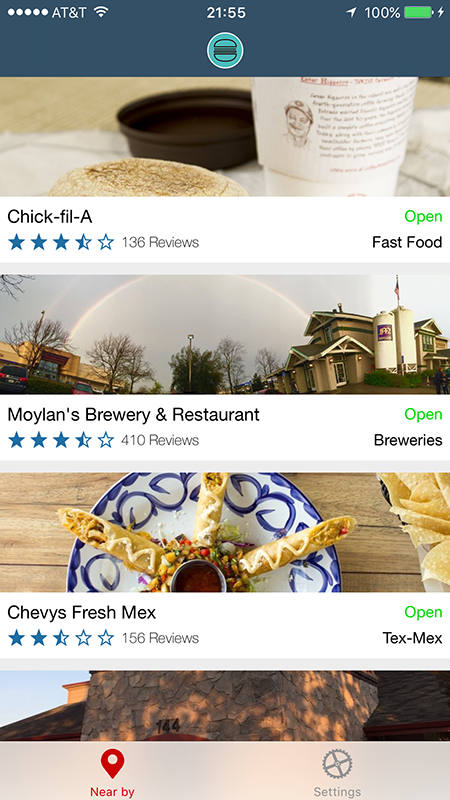 AT&T 21:55 100%
Chick-fil-A Open
136 Reviews Fast Food
Moylan's Brewery & Restaurant Open
410 Reviews Breweries
Chevys Fresh Mex Open
156 Reviews Tex-Mex
144
Near by Settings